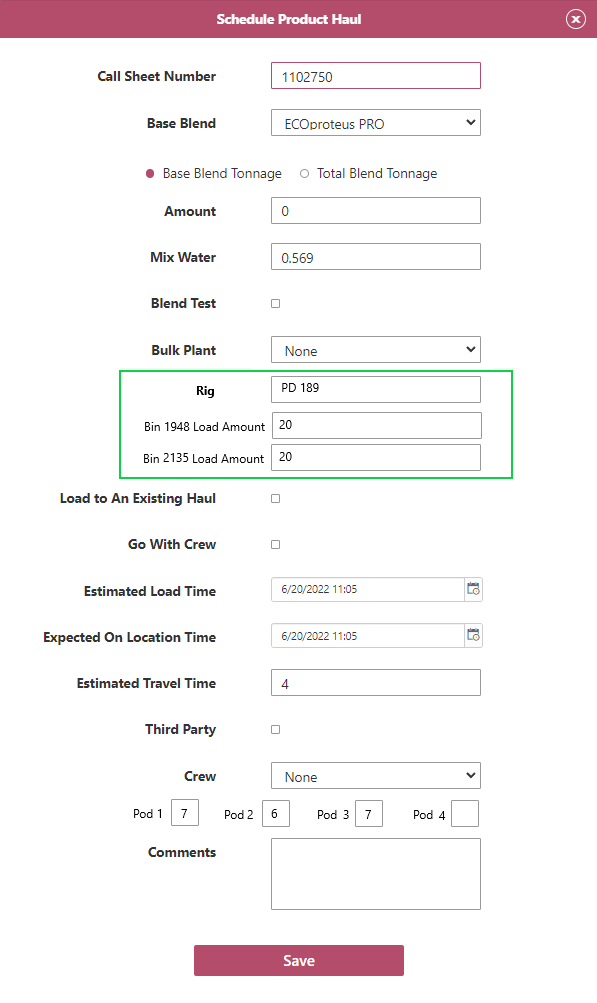 Schedule Product Haul
Call Sheet Number 1102750
Base Blend ECOproteus PRO
Base Blend Tonnage Total Blend Tonnage
Amount 0
Mix Water 0.569
Blend Test
Bulk Plant None
Rig PD 189
Bin 1948 Load Amount 20
Bin 2135 Load Amount 20
Load to An Existing Haul
Go With Crew
Estimated Load Time 6/20/2022 11:05
Expected On Location Time 6/20/2022 11:05
Estimated Travel Time 4
Third Party
Crew None
Pod 1 7 Pod 2 6 Pod 3 7 Pod 4
Comments
Save